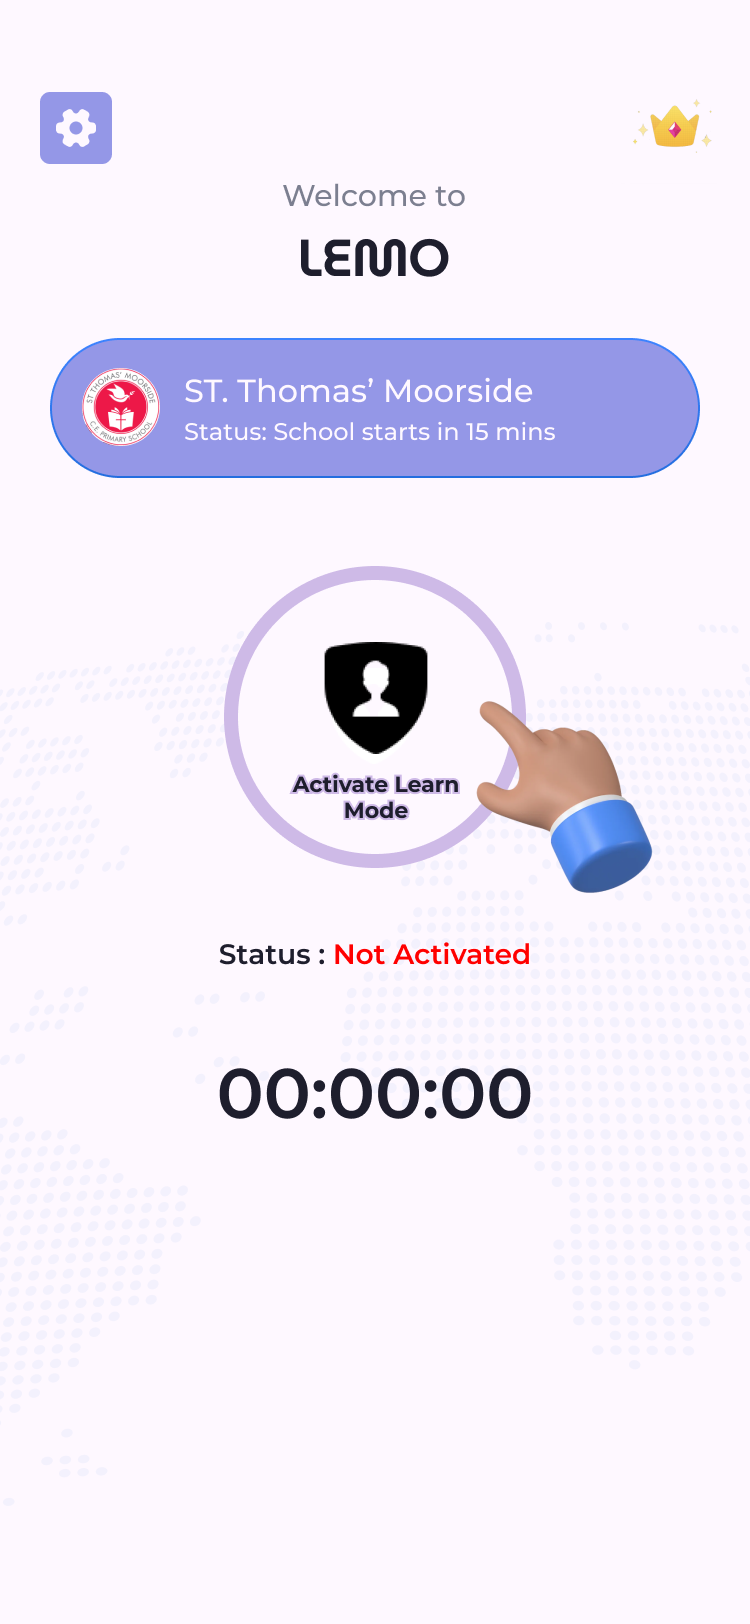 Welcome to
LEMO
ST. Thomas’ Moorside
Status: School starts in 15 mins
ST THOMAS' MOORSIDE
C.E. PRIMARY SCHOOL
Activate Learn
Mode
Status : Not Activated
00:00:00